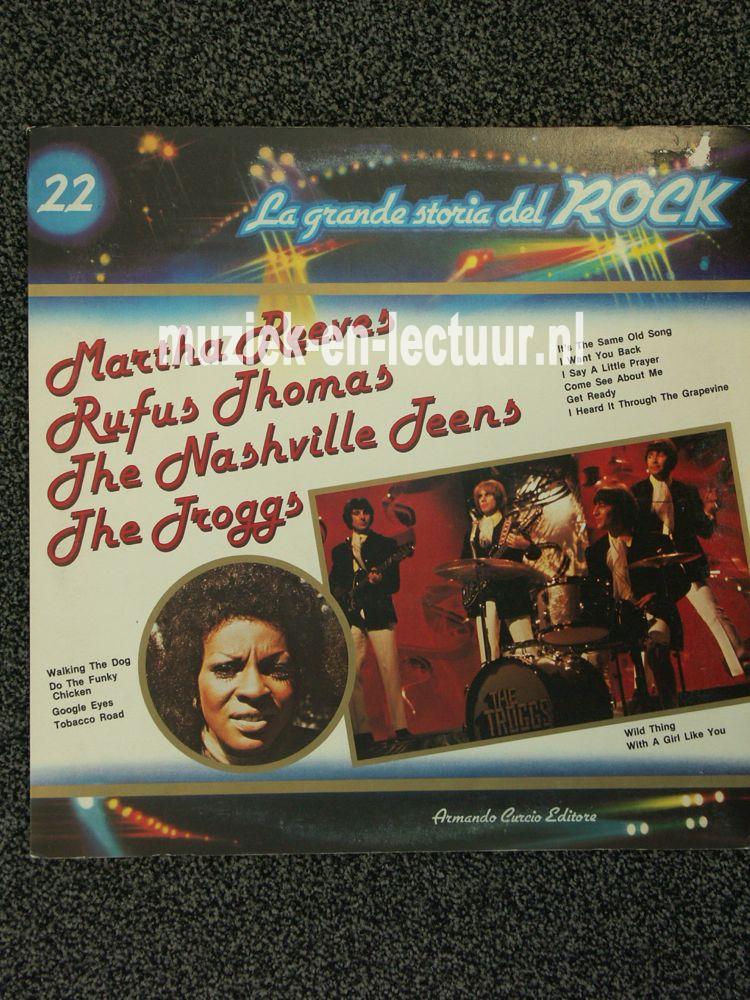 22
La grande storia del ROCK
muziek-en-lectuur.nl
Martha Reeves
Rufus Thomas
The Nashville Teens
The Troggs
It's The Same Old Song
I Want You Back
I Say A Little Prayer
Come See About Me
Get Ready
I Heard It Through The Grapevine
Walking The Dog
Do The Funky
Chicken
Google Eyes
Tobacco Road
THE
TROGGS
Wild Thing
With A Girl Like You
Armando Curcio Editore